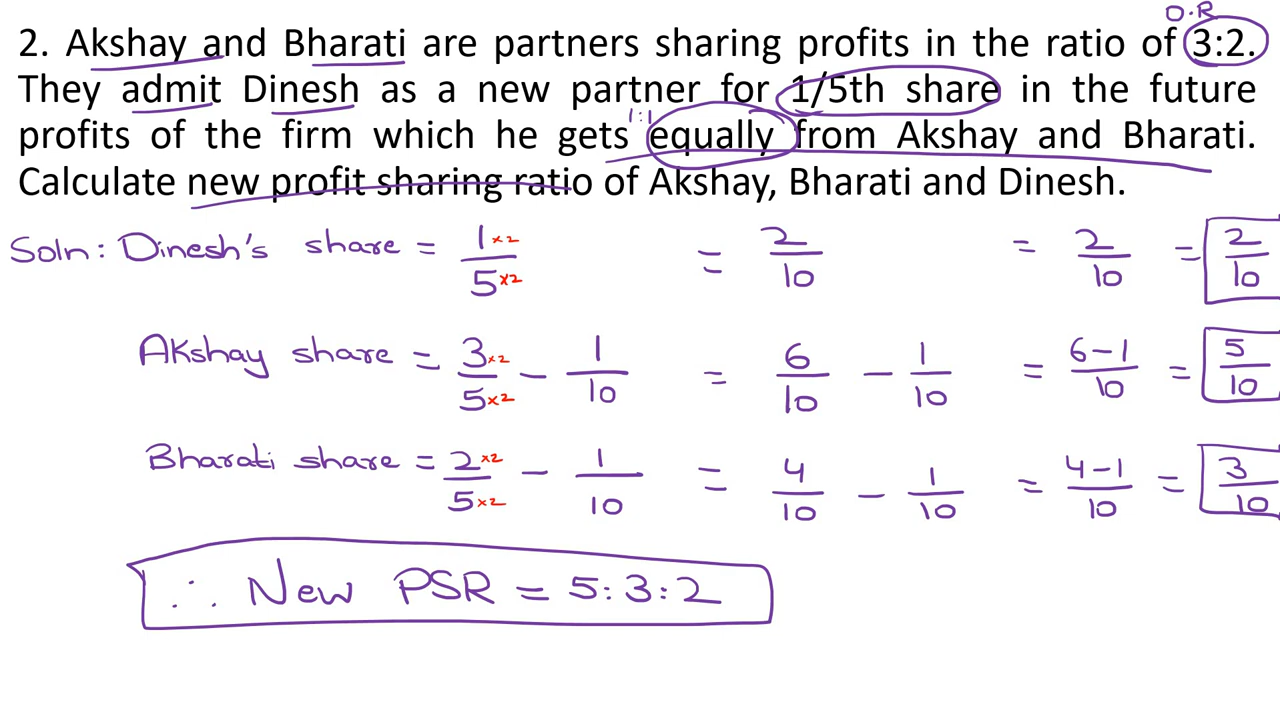 O.R
2. Akshay and Bharati are partners sharing profits in the ratio of 3:2.
They admit Dinesh as a new partner for 1/5th share in the future
1:1
profits of the firm which he gets equally from Akshay and Bharati.
Calculate new profit sharing ratio of Akshay, Bharati and Dinesh.
Soln: Dinesh's share = 1×2/5×2 = 2/10 = 2/10 = 2/10
Akshay share = 3×2/5×2 - 1/10 = 6/10 - 1/10 = 6-1/10 = 5/10
Bharati share = 2×2/5×2 - 1/10 = 4/10 - 1/10 = 4-1/10 = 3/10
∴ New PSR = 5:3:2